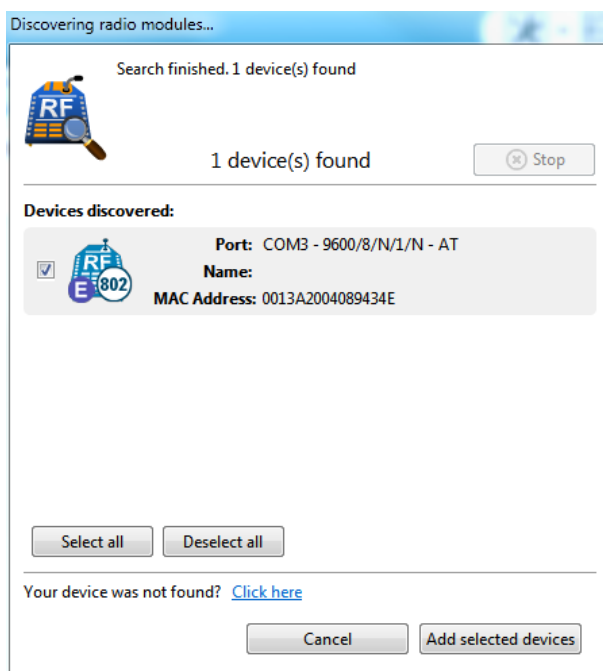 Discovering radio modules...
Search finished. 1 device(s) found
RF
1 device(s) found
Stop
Devices discovered:
Port: COM3 - 9600/8/N/1/N - AT
RF
E 802
Name:
MAC Address: 0013A2004089434E
Select all Deselect all
Your device was not found? Click here
Cancel Add selected devices